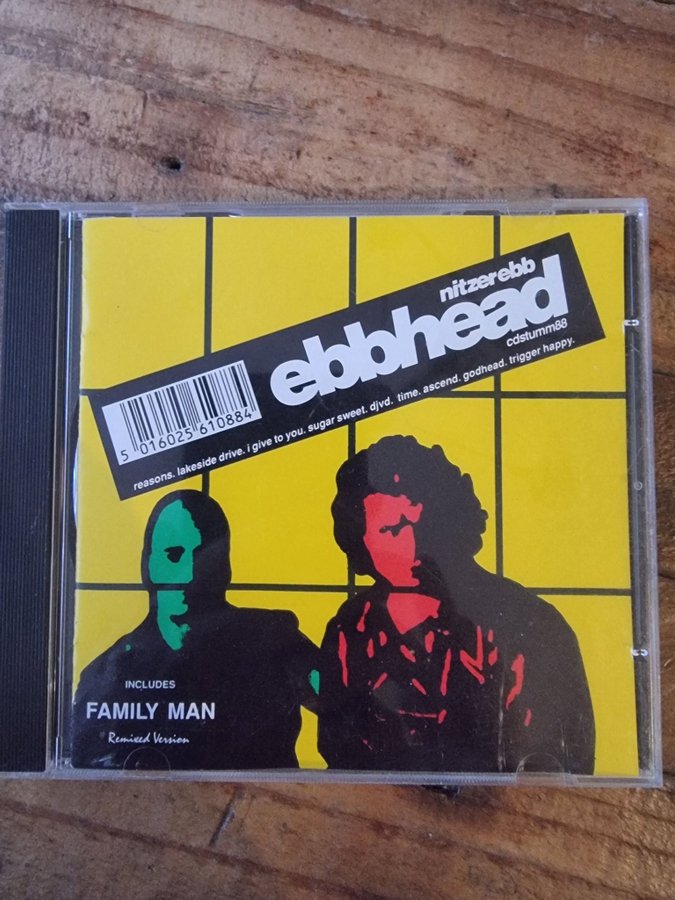 nitzerebb
ebbhead
cdstumm88
5 016025 610884
reasons. lakeside drive. i give to you. sugar sweet. djvd. time. ascend. godhead. trigger happy.
INCLUDES
FAMILY MAN
Remixed Version